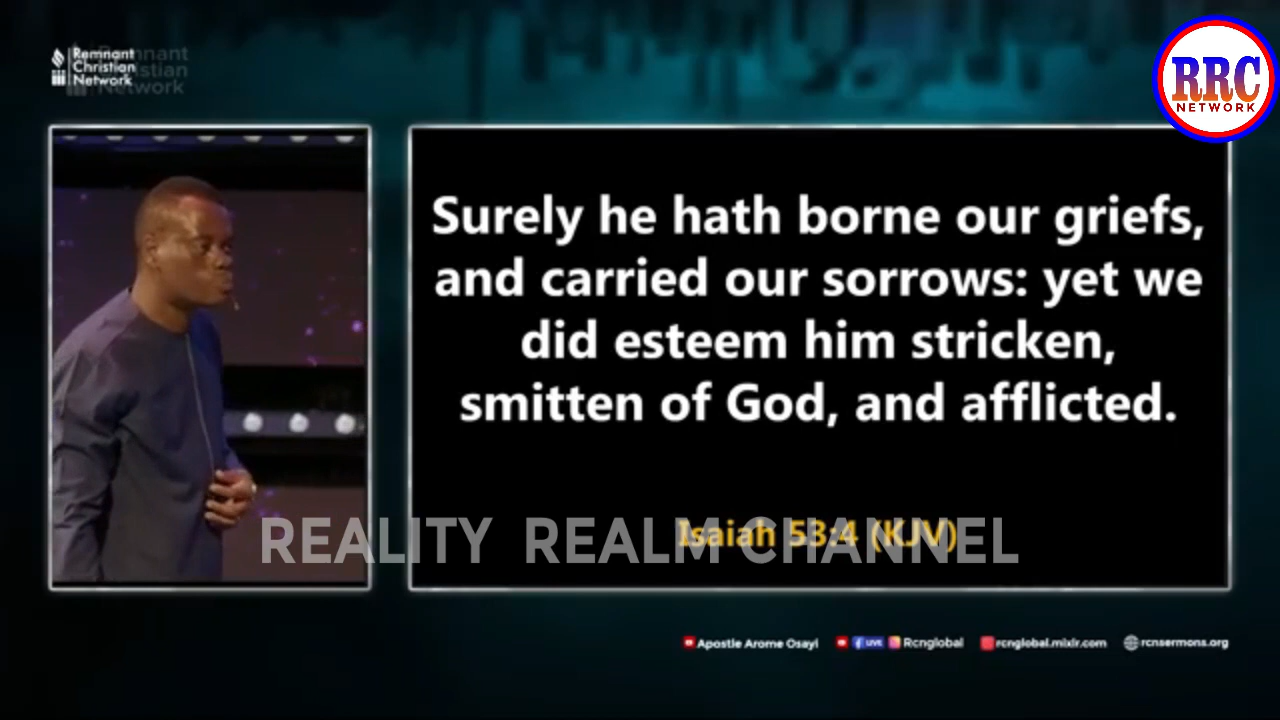 Remnant
Christian
Network
RRC
NETWORK
Surely he hath borne our griefs,
and carried our sorrows: yet we
did esteem him stricken,
smitten of God, and afflicted.
Isaiah 53:4 (KJV)
REALITY REALM CHANNEL
Apostle Arome Osayi
LIVE
Rcnglobal
rcnglobal.mixlr.com
rcnsermons.org